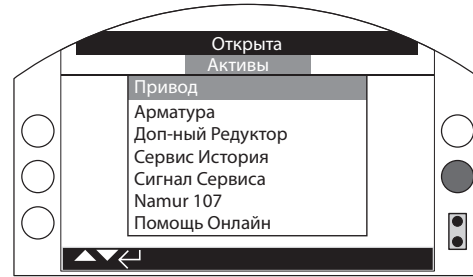 Открыта
Активы
Привод
Арматура
Доп-ный Редуктор
Сервис История
Сигнал Сервиса
Namur 107
Помощь Онлайн